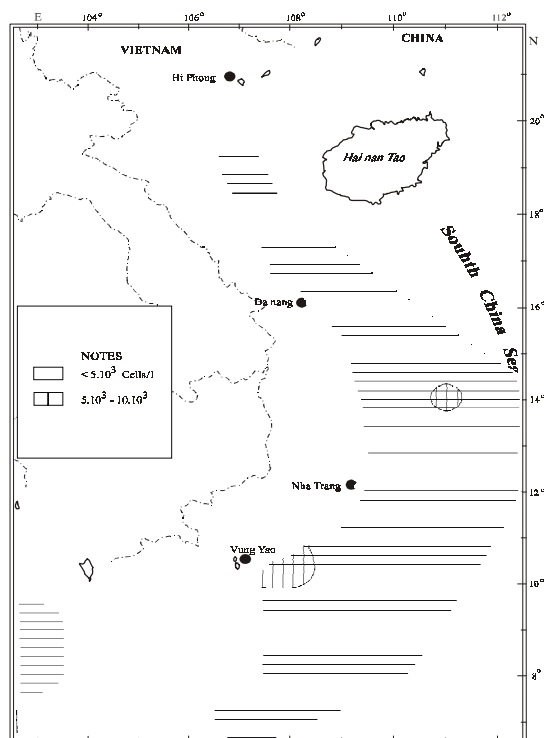 E 104° 106° 108° 110° 112°
N
VIETNAM
CHINA
Hi Phong
20°
Hai nan Tao
18°
Souhth China Sea
16°
Da nang
NOTES
<5.10³ Cells/l
5.10³ - 10.10³
14°
Nha Trang
12°
Vung Yao
10°
8°